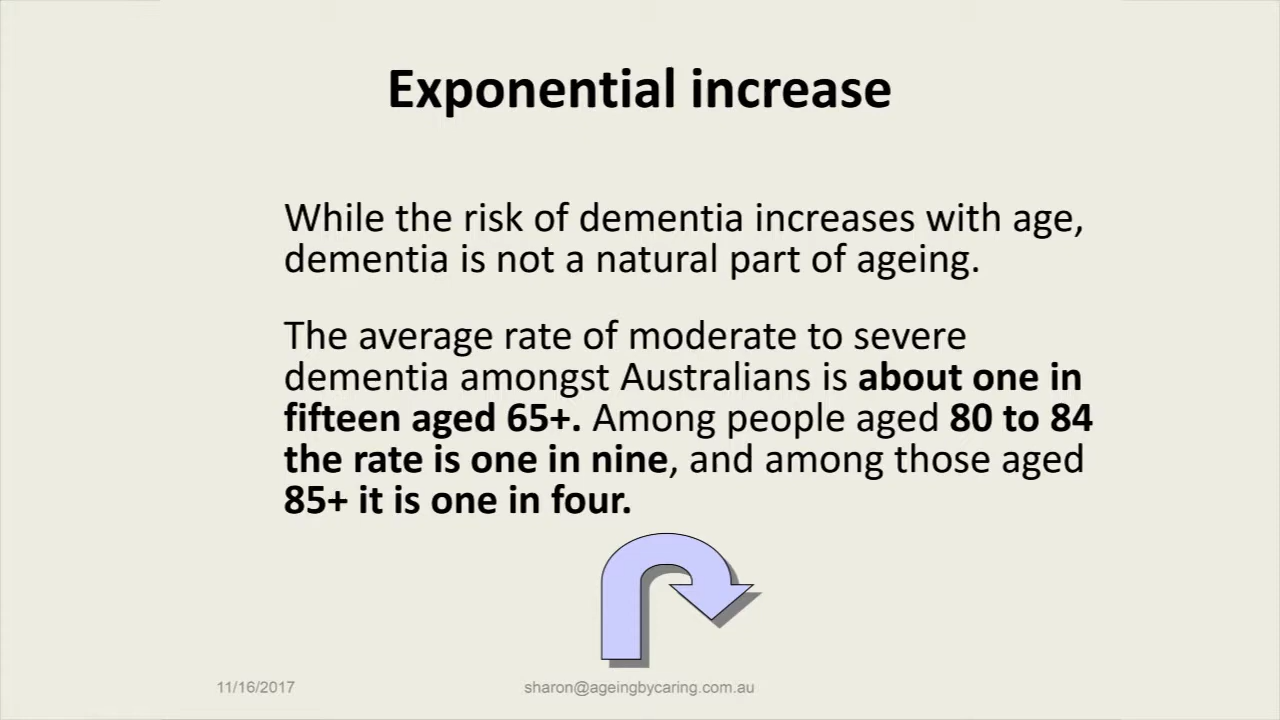 Exponential increase
While the risk of dementia increases with age,
dementia is not a natural part of ageing.
The average rate of moderate to severe
dementia amongst Australians is about one in
fifteen aged 65+. Among people aged 80 to 84
the rate is one in nine, and among those aged
85+ it is one in four.
11/16/2017
sharon@ageingbycaring.com.au